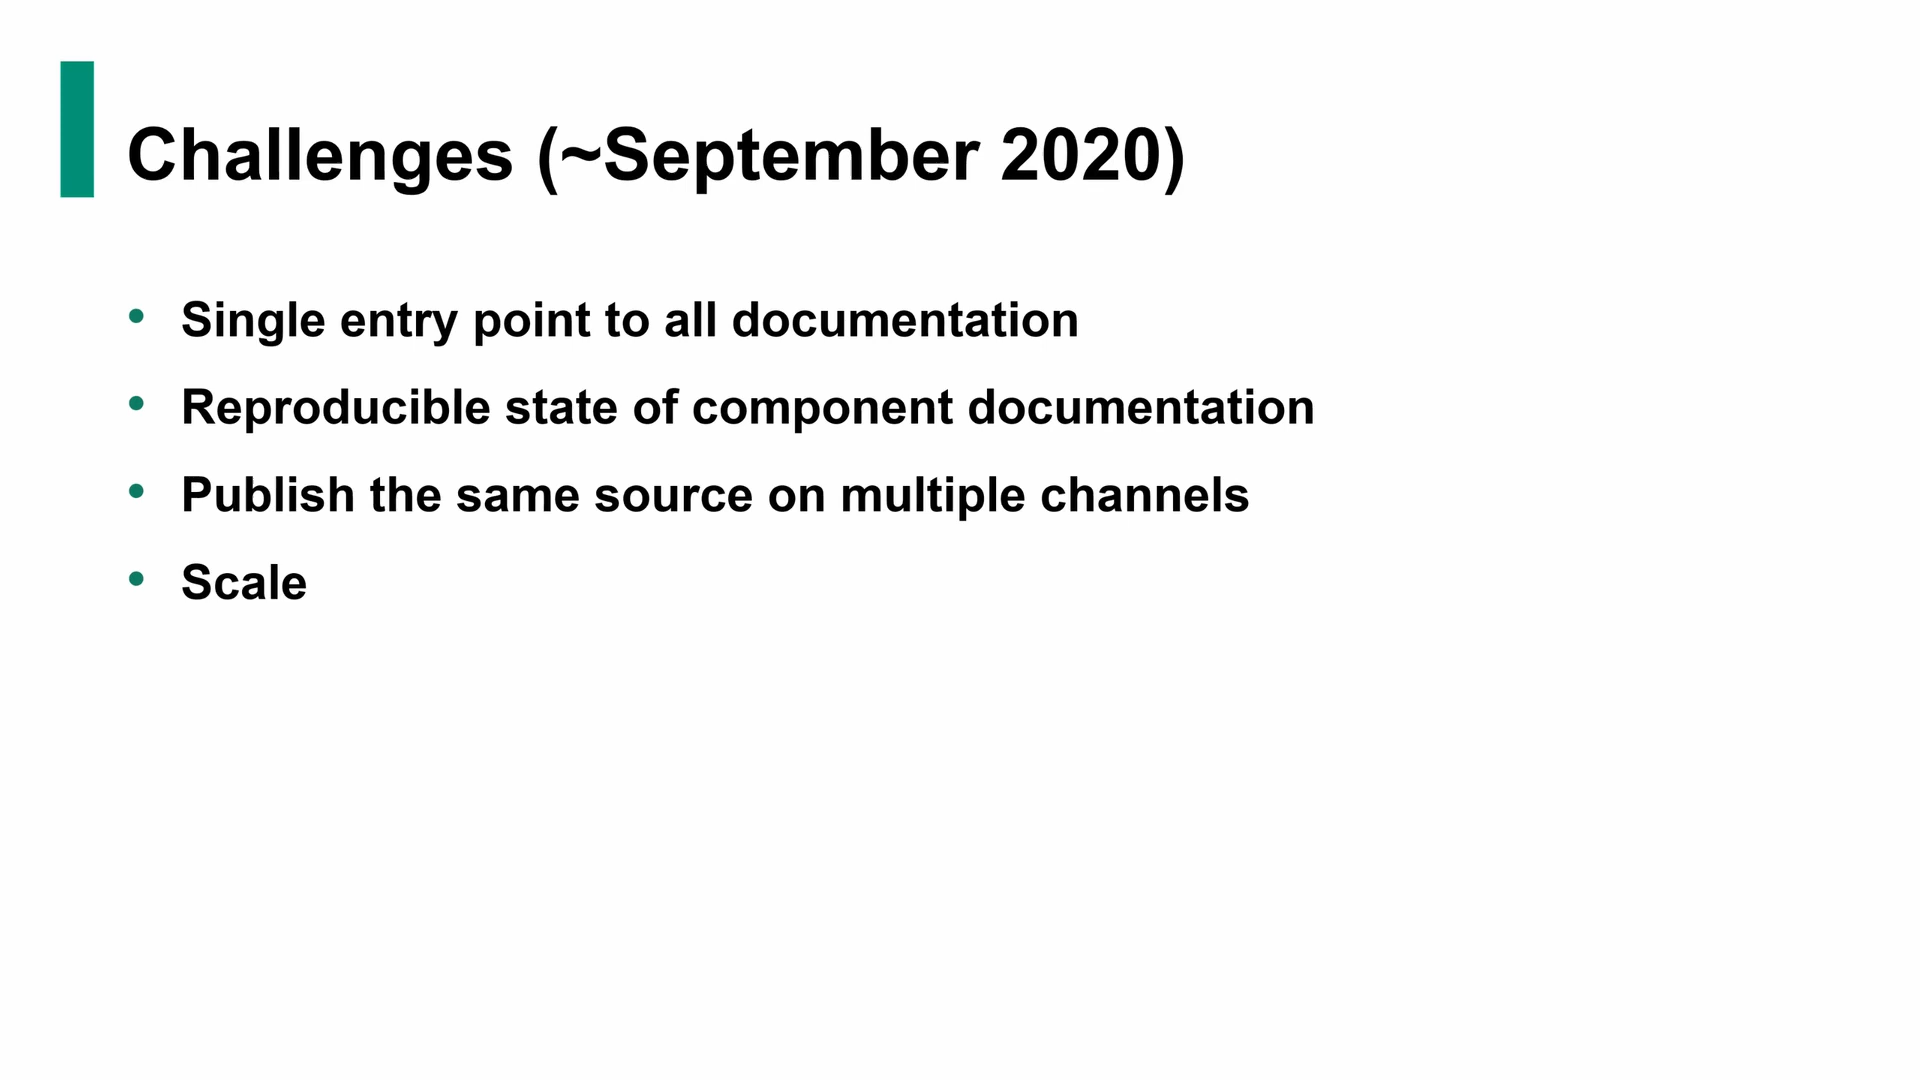 Challenges (~September 2020)
• Single entry point to all documentation
• Reproducible state of component documentation
• Publish the same source on multiple channels
• Scale